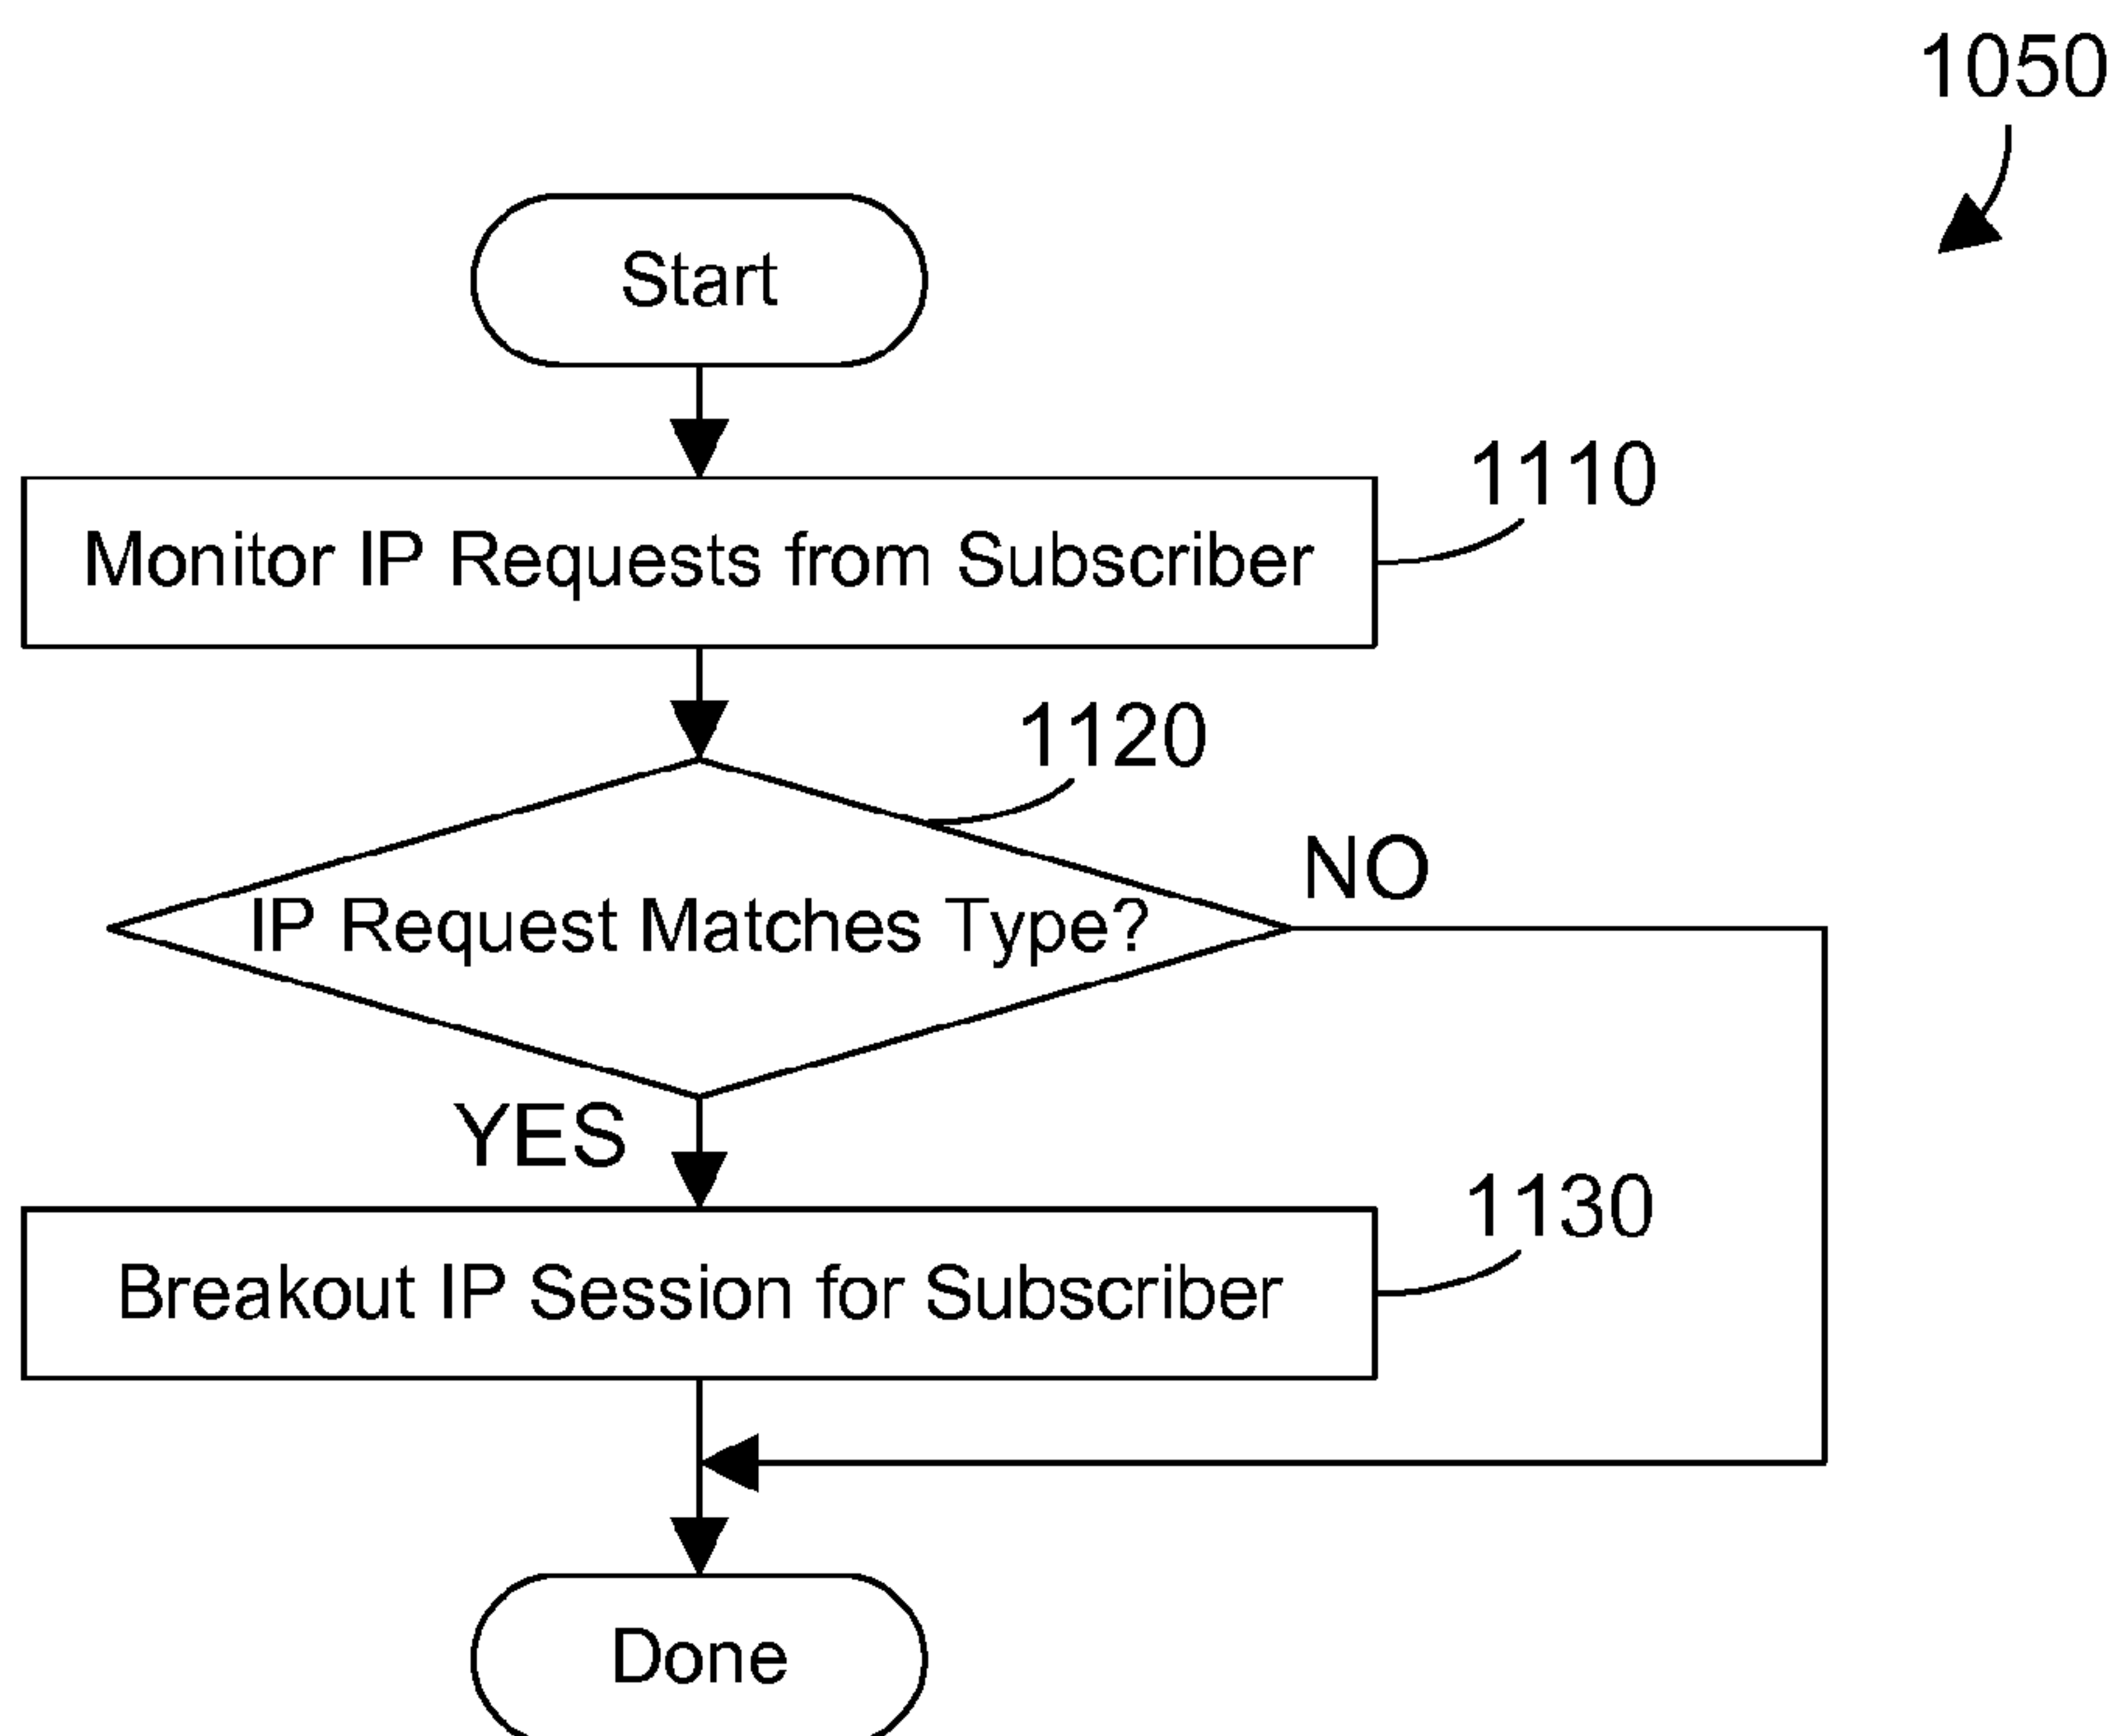 1050
Start
1110
Monitor IP Requests from Subscriber
1120
NO
IP Request Matches Type?
YES
1130
Breakout IP Session for Subscriber
Done